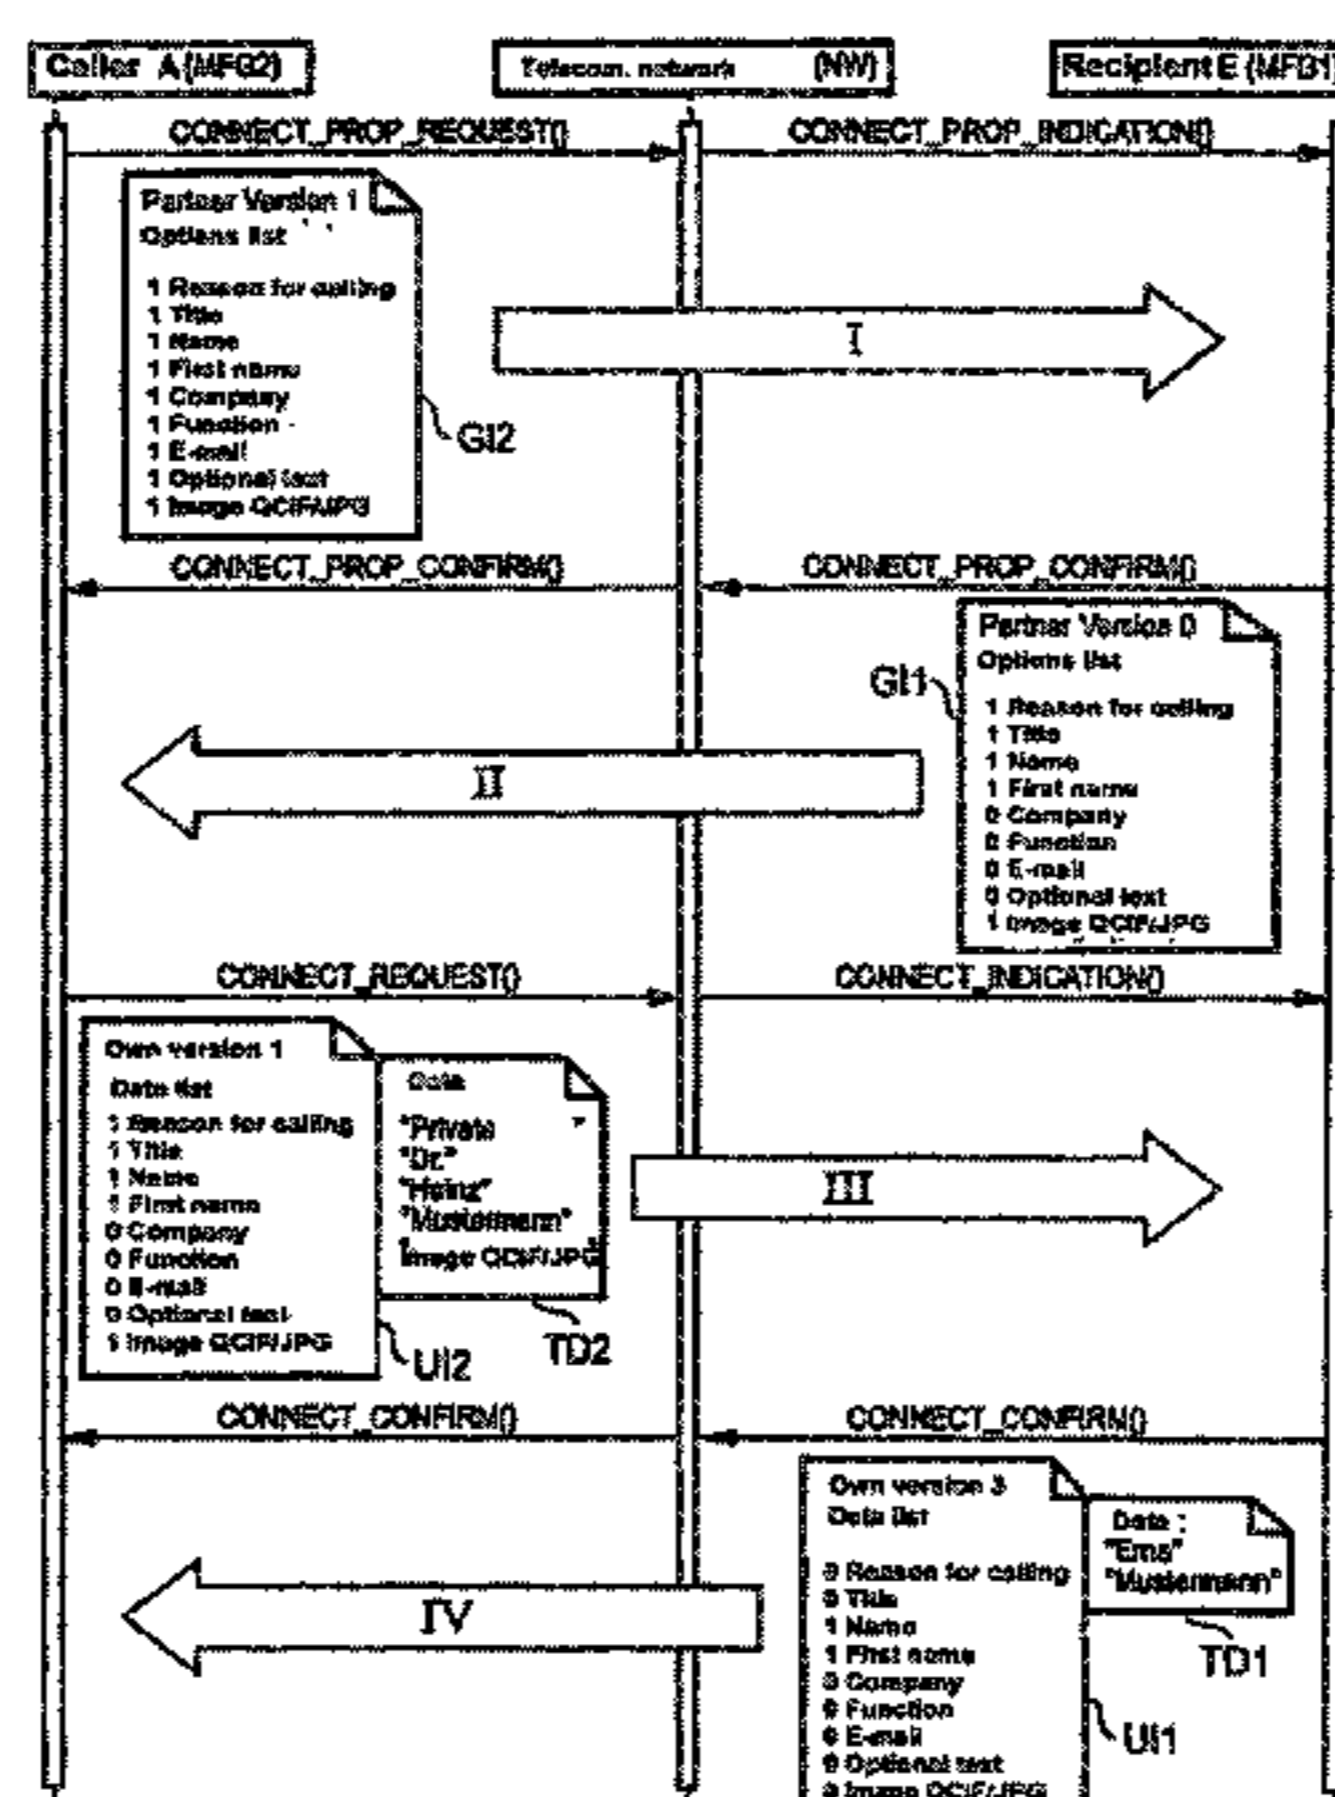 Caller A (MFG2)
Telecom. network (NW)
Recipient E (MFG1)
CONNECT_PROP_REQUEST()
CONNECT_PROP_INDICATION()
Partner Version 1
Options list
1 Reason for calling
1 Title
1 Name
1 First name
1 Company
1 Function
1 E-mail
1 Optional text
1 Image QCIF/JPG
GI2
I
CONNECT_PROP_CONFIRM()
CONNECT_PROP_CONFIRM()
Partner Version 0
Options list
1 Reason for calling
1 Title
1 Name
1 First name
0 Company
0 Function
0 E-mail
0 Optional text
1 Image QCIF/JPG
GI1
II
CONNECT_REQUEST()
CONNECT_INDICATION()
Own version 1
Data list
1 Reason for calling
1 Title
1 Name
1 First name
0 Company
0 Function
0 E-mail
0 Optional text
1 Image QCIF/JPG
UI2
Data
"Private "
"Dr."
"Heinz"
"Mustermann"
"Image QCIF/JPG"
TD2
III
CONNECT_CONFIRM()
CONNECT_CONFIRM()
Own version 3
Data list
0 Reason for calling
0 Title
1 Name
1 First name
0 Company
0 Function
0 E-mail
0 Optional text
0 Image QCIF/JPG
UI1
Data :
"Erna"
"Mustermann"
TD1
IV